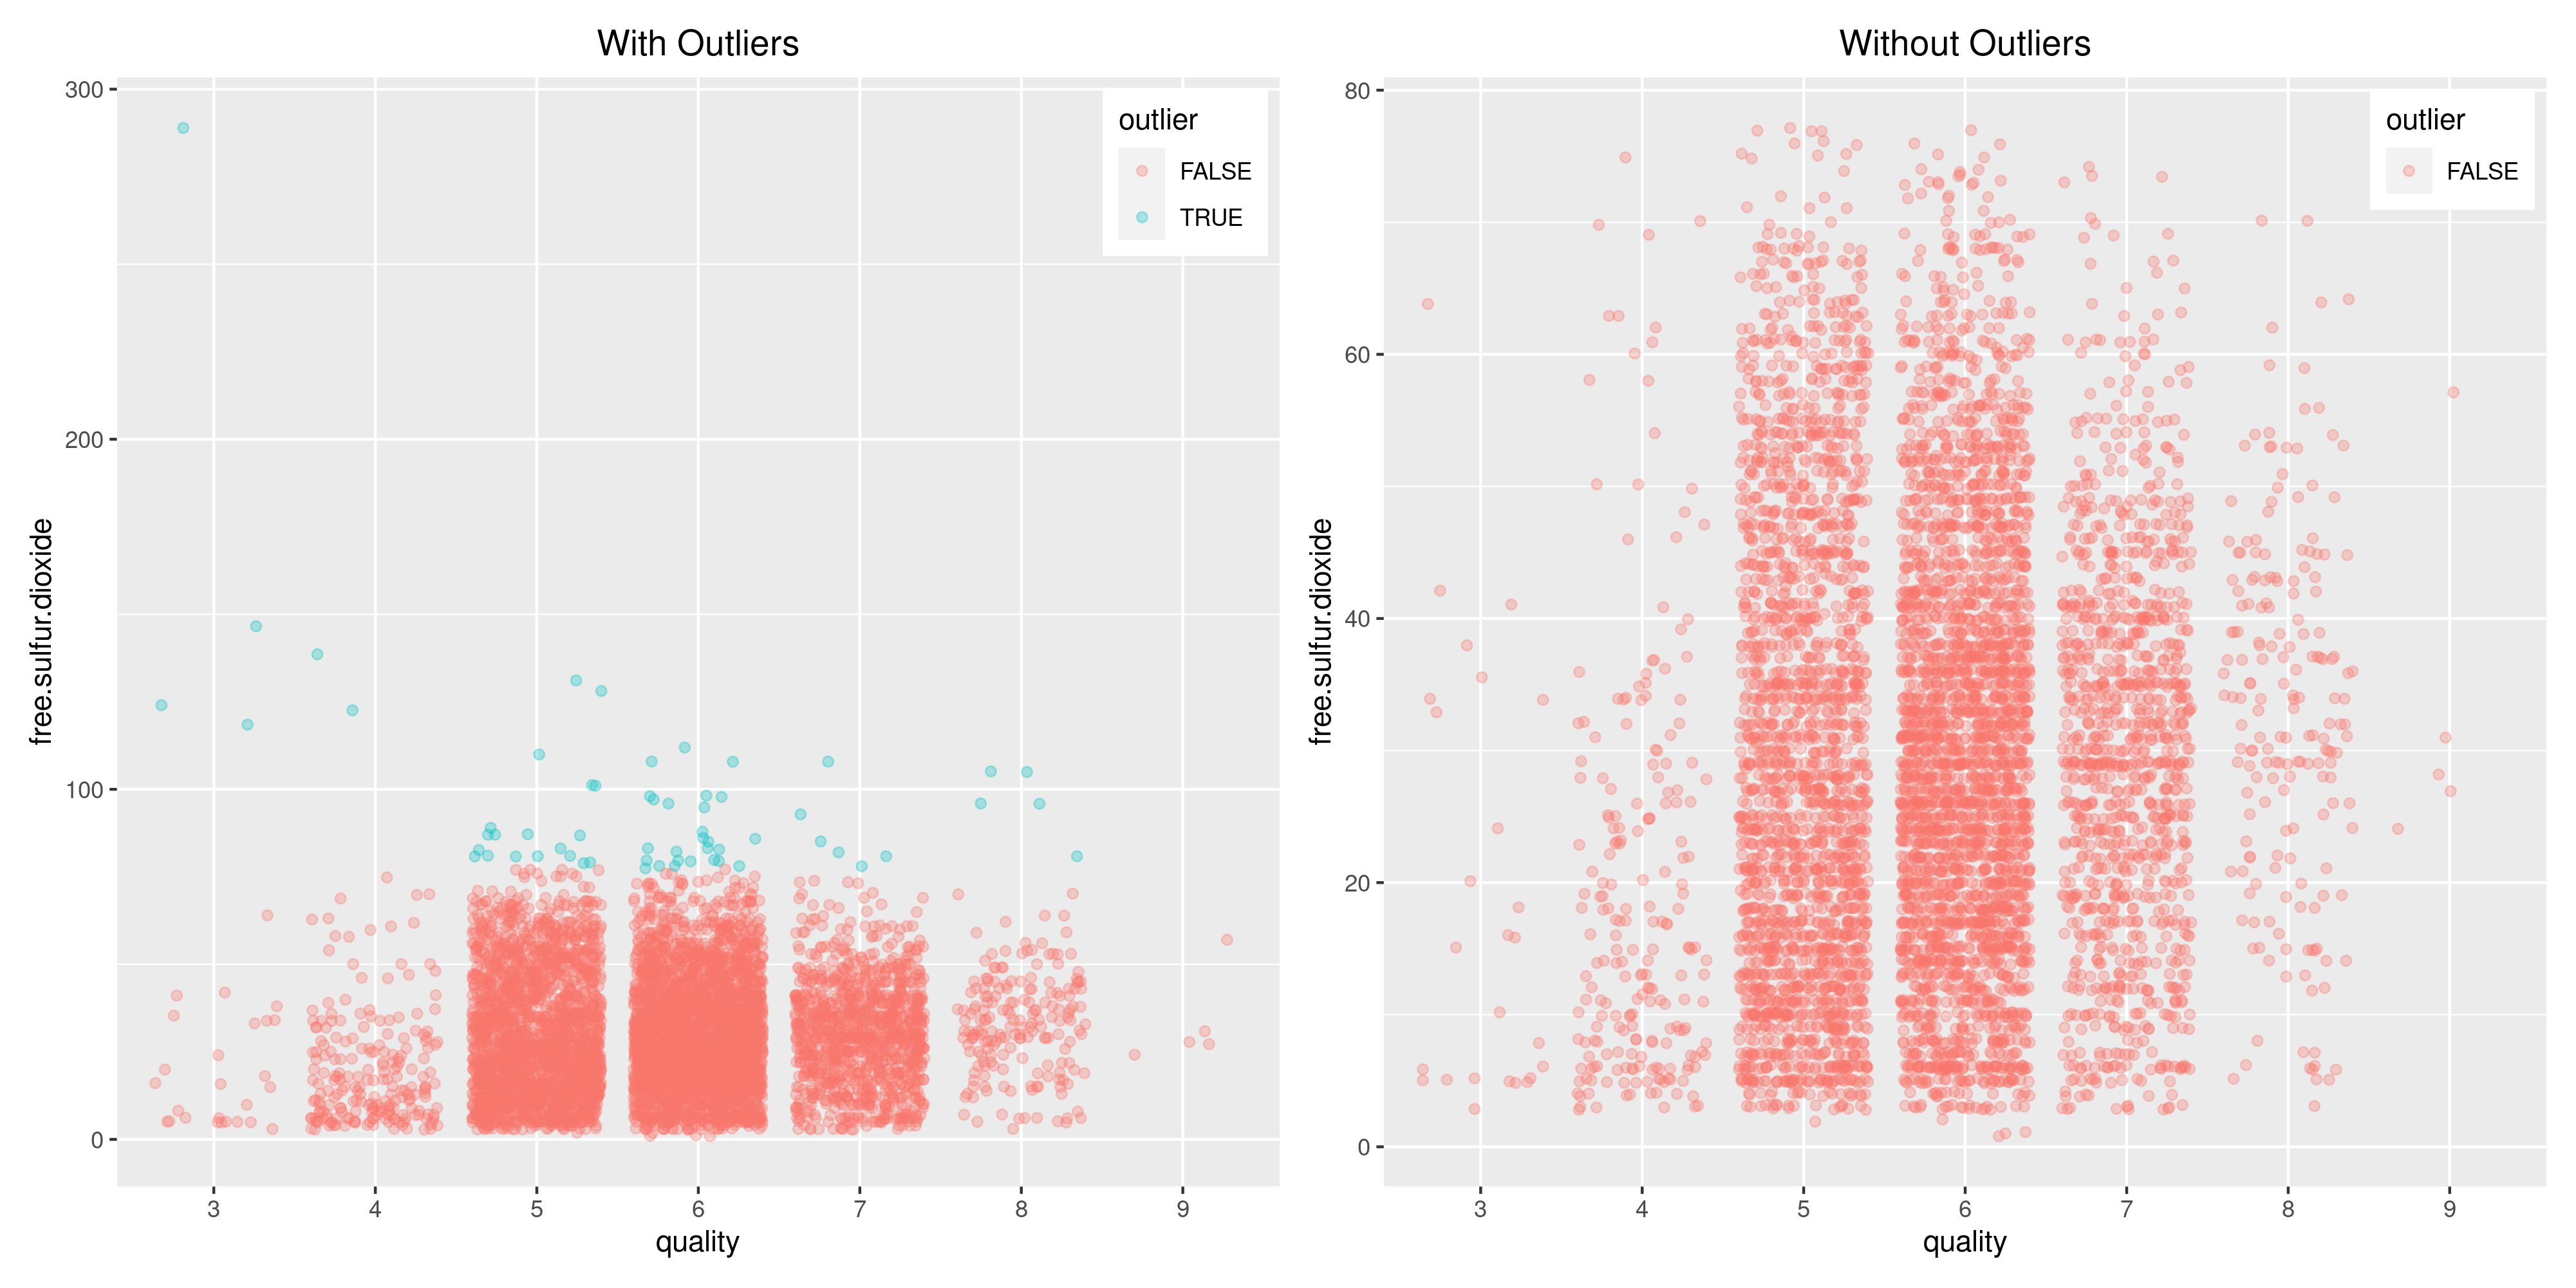 With Outliers
300
200
100
0
free.sulfur.dioxide
3 4 5 6 7 8 9
quality
outlier
FALSE
TRUE
Without Outliers
80
60
40
20
0
free.sulfur.dioxide
3 4 5 6 7 8 9
quality
outlier
FALSE